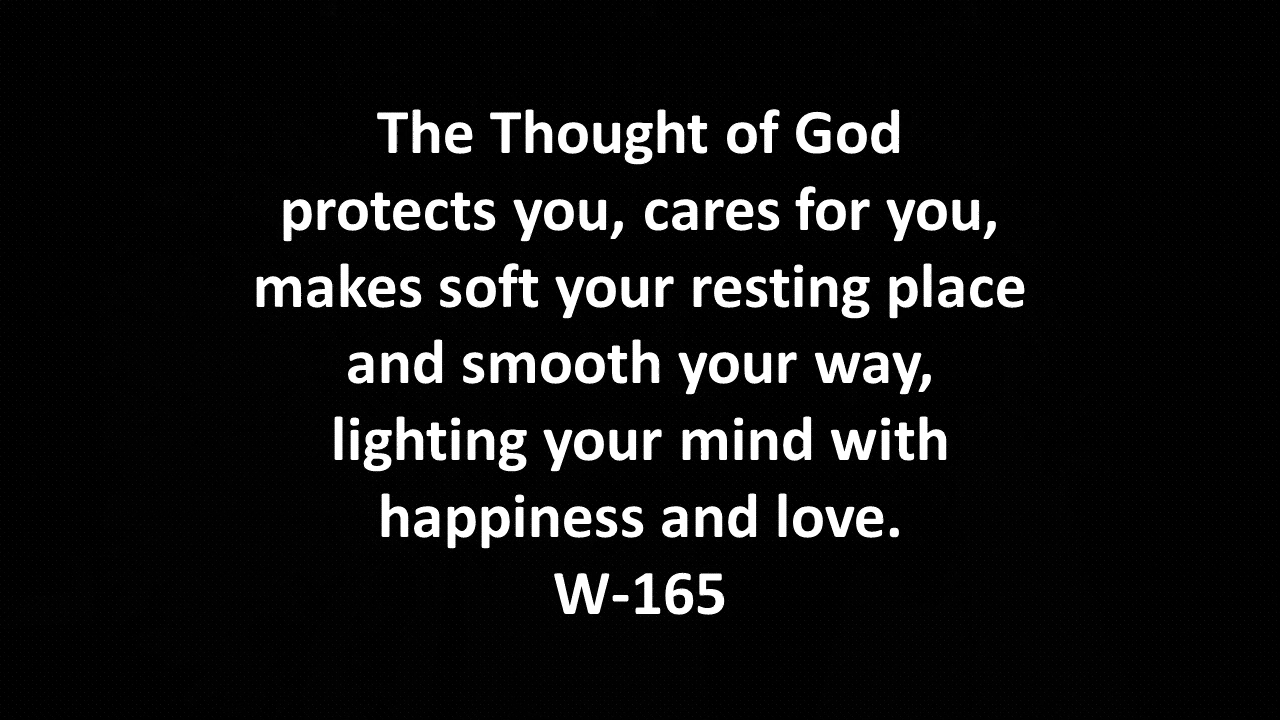 The Thought of God
protects you, cares for you,
makes soft your resting place
and smooth your way,
lighting your mind with
happiness and love.
W-165